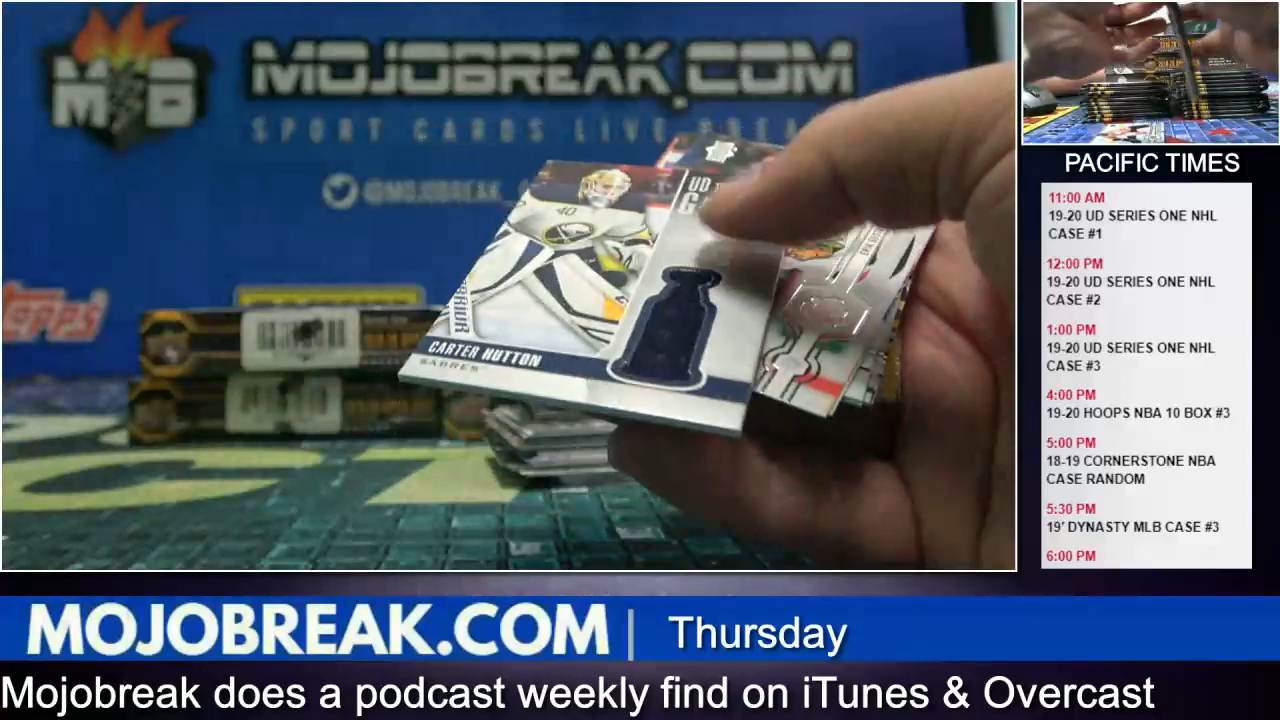 MOJOBREAK.COM
SPORT CARDS LIVE BREA
@MOJOBREAK
M B
TOPPS
40
UD
CARTER HUTTON
SABRES
PACIFIC TIMES
11:00 AM
19-20 UD SERIES ONE NHL
CASE #1
12:00 PM
19-20 UD SERIES ONE NHL
CASE #2
1:00 PM
19-20 UD SERIES ONE NHL
CASE #3
4:00 PM
19-20 HOOPS NBA 10 BOX #3
5:00 PM
18-19 CORNERSTONE NBA
CASE RANDOM
5:30 PM
19' DYNASTY MLB CASE #3
6:00 PM
MOJOBREAK.COM | Thursday
Mojobreak does a podcast weekly find on iTunes & Overcast